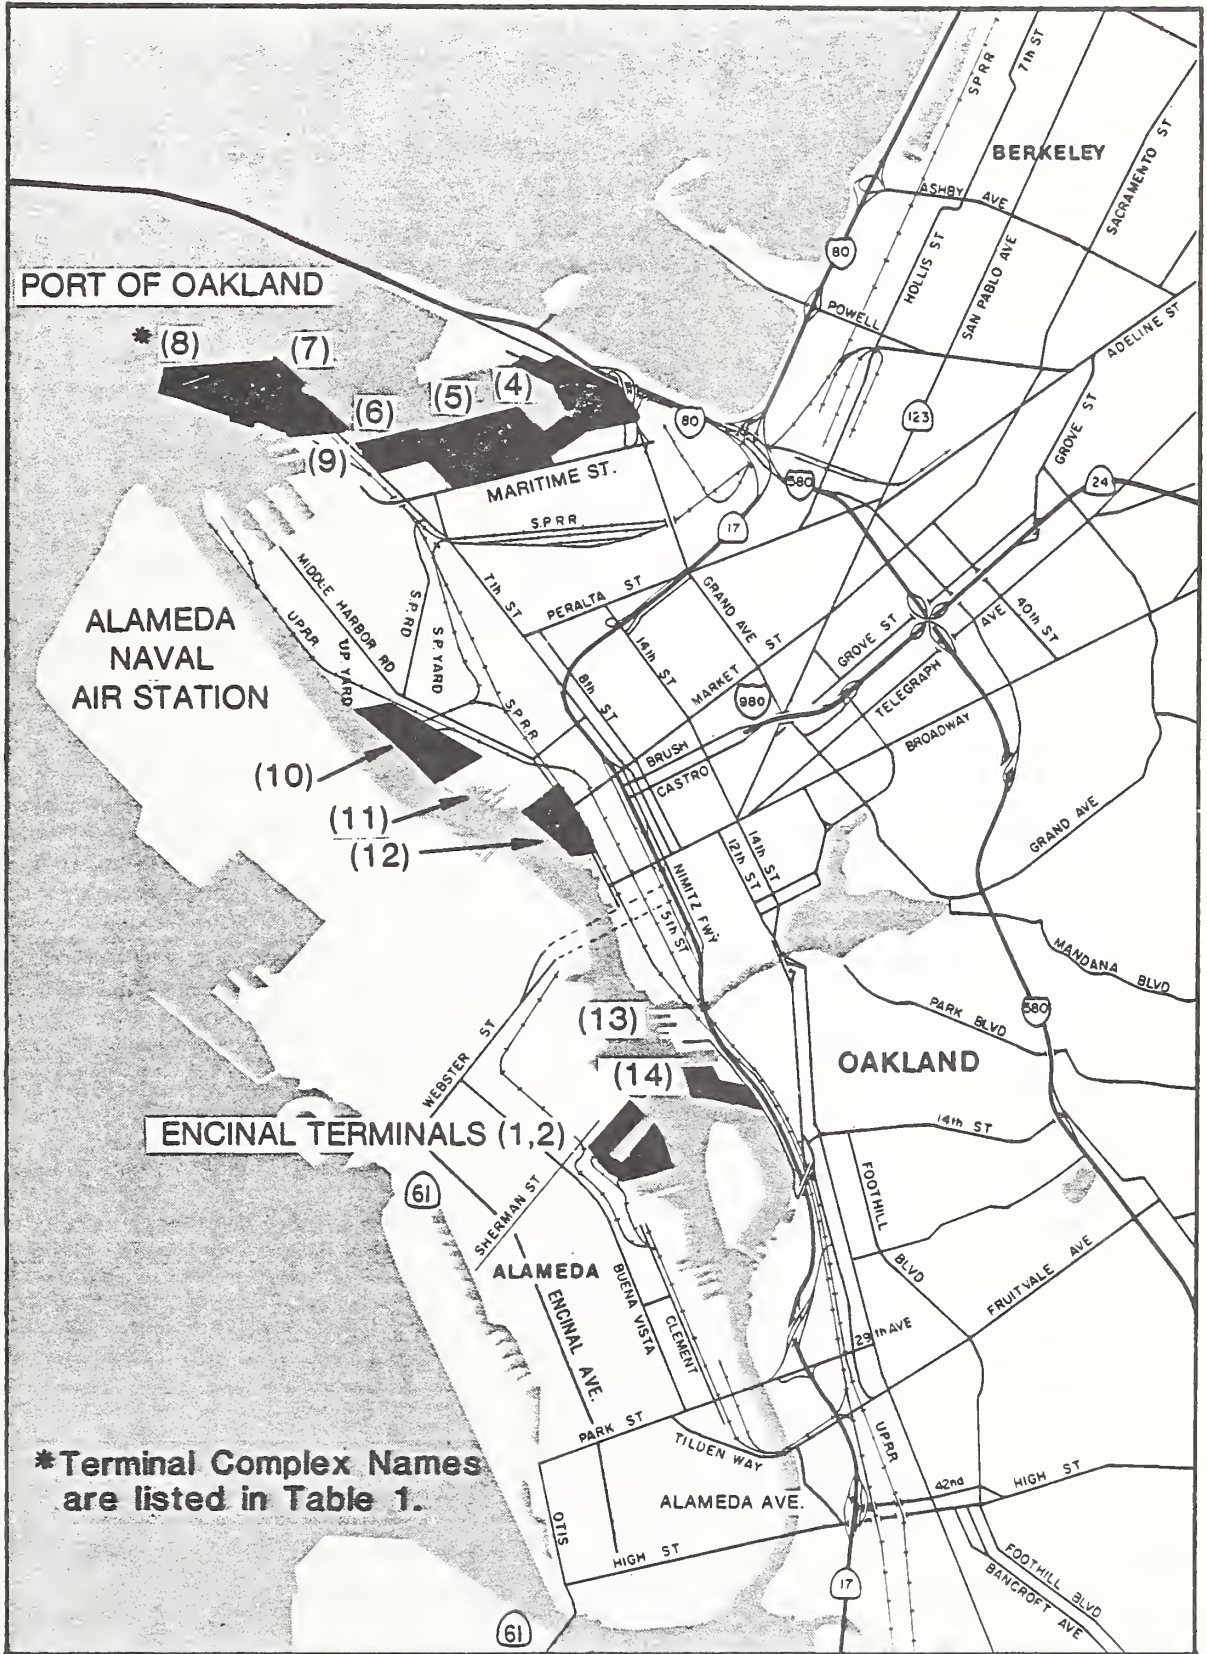 SPRR
7th ST
BERKELEY
SACRAMENTO ST
ASHBY AVE
80
HOLLIS ST
SAN PABLO AVE
PORT OF OAKLAND
POWELL
ADELINE ST
* (8)
(7)
(6)
(5)
(4)
80
123
GROVE ST
(9)
MARITIME ST.
580
24
S.P.R.R.
17
MIDDLE HARBOR RD
7th ST
PERALTA ST
GRAND AVE
40th ST
ALAMEDA
NAVAL
AIR STATION
U.P.R.R.
UP YARD
S.P. RD
S.P. YARD
14th ST
MARKET ST
GROVE ST
AVE
TELEGRAPH
8th ST
S.P.R.R.
980
BROADWAY
BRUSH
CASTRO
(10)
(11)
(12)
GRAND AVE
12th ST
14th ST
NIMITZ FWY
5th ST
MANDANA BLVD
PARK BLVD
580
(13)
WEBSTER ST
OAKLAND
(14)
ENCINAL TERMINALS (1,2)
14th ST
61
SHERMAN ST
FOOTHILL BLVD
ALAMEDA
BUENA VISTA
ENCINAL AVE.
CLEMENT
FRUITVALE AVE
29th AVE
PARK ST
TILDEN WAY
UPRR
*Terminal Complex Names
are listed in Table 1.
42nd
HIGH ST
ALAMEDA AVE.
OTIS
HIGH ST
17
FOOTHILL BLVD
BANCROFT AVE
61